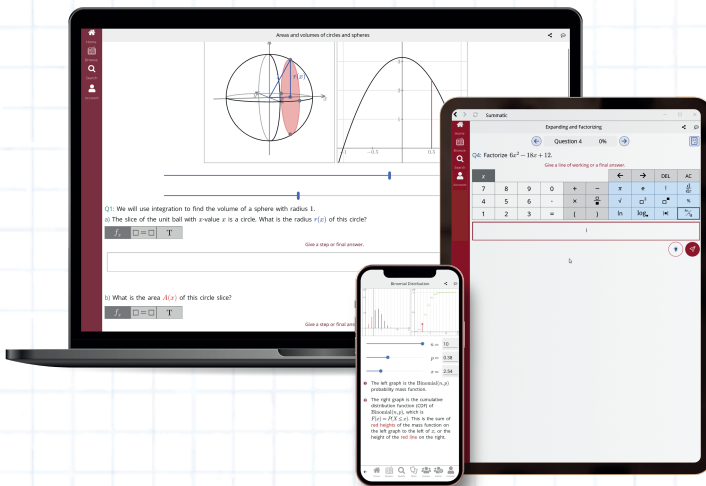 Areas and volumes of circles and spheres
Home
Browse
Search
Account
r(x)
Q1: We will use integration to find the volume of a sphere with radius 1.
a) The slice of the unit ball with x-value x is a circle. What is the radius r(x) of this circle?
T
Give a step or final answer.
b) What is the area A(x) of this circle slice?
T
Summatic
Expanding and Factorizing
Home
Browse
Search
Account
Question 4 0%
Q4: Factorize 6x² − 18x + 12.
Give a line of working or a final answer.
x ← → DEL AC
7 8 9 0 + − π e !
4 5 6 . × √ %
1 2 3 = ( ) ln log |■|
Binomial Distribution
n = 10
p = 0.38
x = 2.54
The left graph is the Binomial(n, p)
probability mass function.
The right graph is the cumulative
distribution function (CDF) of
Binomial(n, p), which is
F(x) = P(X ≤ x). This is the sum of
red heights of the mass function on
the left graph to the left of x, or the
height of the red line on the right.